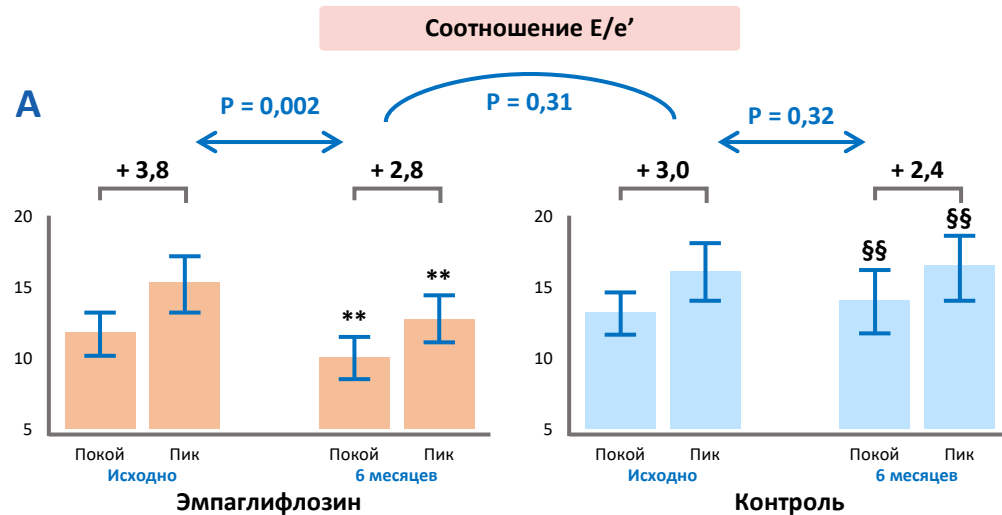 Соотношение E/e’
A
P = 0,002
P = 0,31
P = 0,32
+ 3,8
+ 2,8
+ 3,0
+ 2,4
20
15
10
5
**
**
20
15
10
5
§§
§§
Покой Пик Покой Пик
Исходно 6 месяцев
Эмпаглифлозин
Покой Пик Покой Пик
Исходно 6 месяцев
Контроль